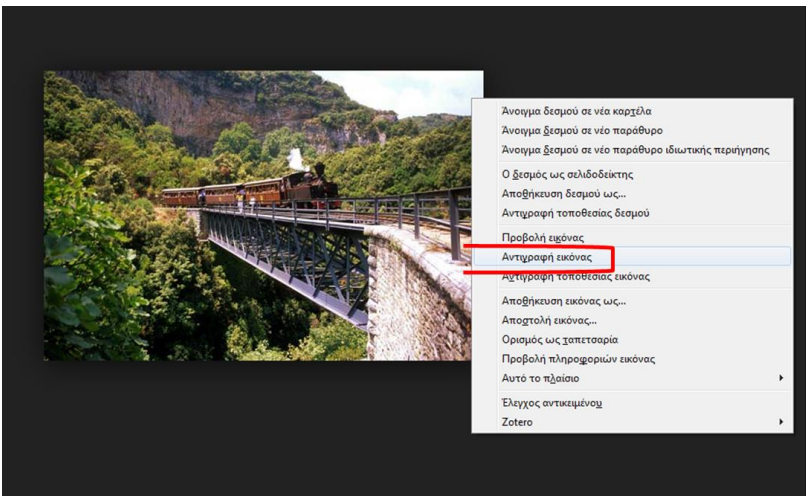 Άνοιγμα δεσμού σε νέα καρτέλα
Άνοιγμα δεσμού σε νέο παράθυρο
Άνοιγμα δεσμού σε νέο παράθυρο ιδιωτικής περιήγησης
Ο δεσμός ως σελιδοδείκτης
Αποθήκευση δεσμού ως...
Αντιγραφή τοποθεσίας δεσμού
Προβολή εικόνας
Αντιγραφή εικόνας
Αντιγραφή τοποθεσίας εικόνας
Αποθήκευση εικόνας ως...
Αποστολή εικόνας...
Ορισμός ως ταπετσαρία
Προβολή πληροφοριών εικόνας
Αυτό το πλαίσιο
Έλεγχος αντικειμένου
Zotero